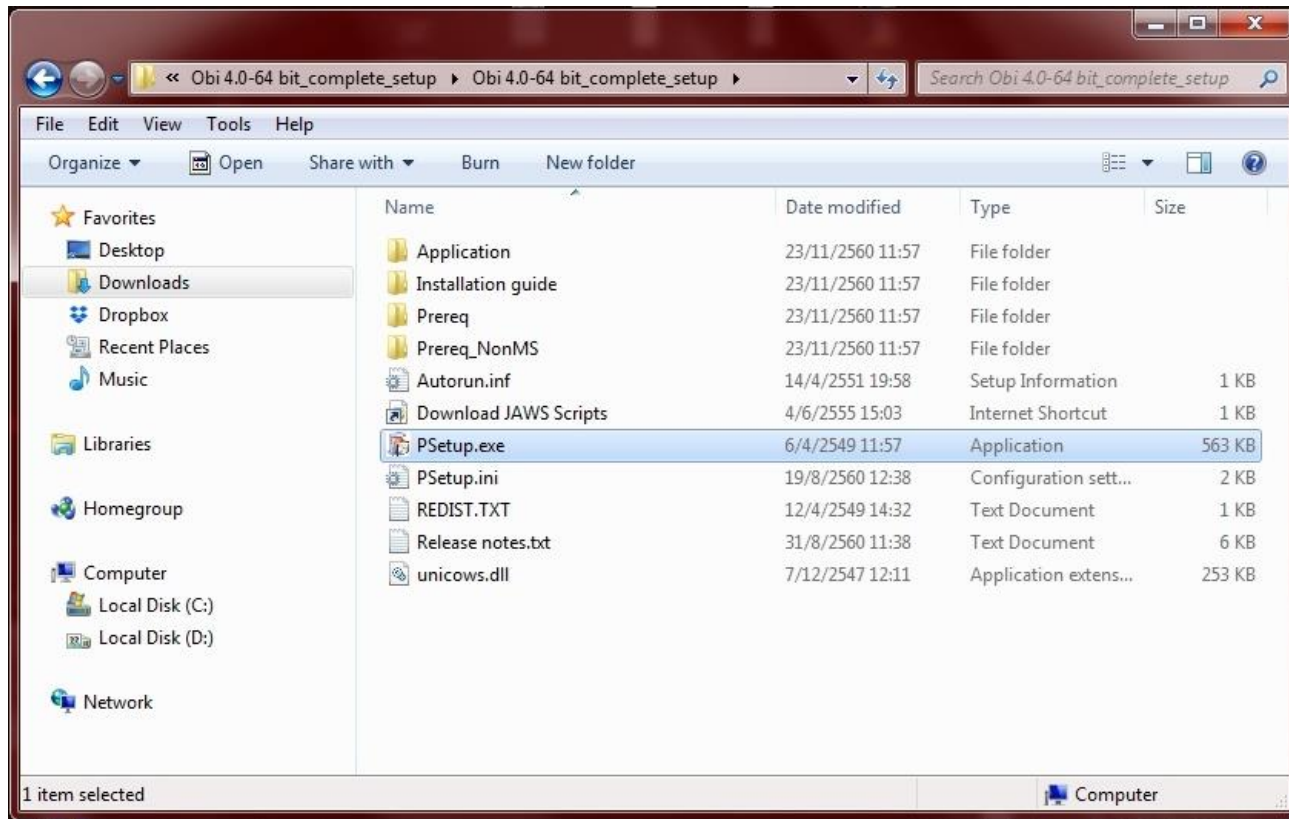 « Obi 4.0-64 bit_complete_setup ▸ Obi 4.0-64 bit_complete_setup ▸ Search Obi 4.0-64 bit_complete_setup
File Edit View Tools Help
Organize Open Share with Burn New folder
Favorites
Desktop
Downloads
Dropbox
Recent Places
Music
Libraries
Homegroup
Computer
Local Disk (C:)
Local Disk (D:)
Network
Name Date modified Type Size
Application 23/11/2560 11:57 File folder
Installation guide 23/11/2560 11:57 File folder
Prereq 23/11/2560 11:57 File folder
Prereq_NonMS 23/11/2560 11:57 File folder
Autorun.inf 14/4/2551 19:58 Setup Information 1 KB
Download JAWS Scripts 4/6/2555 15:03 Internet Shortcut 1 KB
PSetup.exe 6/4/2549 11:57 Application 563 KB
PSetup.ini 19/8/2560 12:38 Configuration sett... 2 KB
REDIST.TXT 12/4/2549 14:32 Text Document 1 KB
Release notes.txt 31/8/2560 11:38 Text Document 6 KB
unicows.dll 7/12/2547 12:11 Application extens... 253 KB
1 item selected Computer